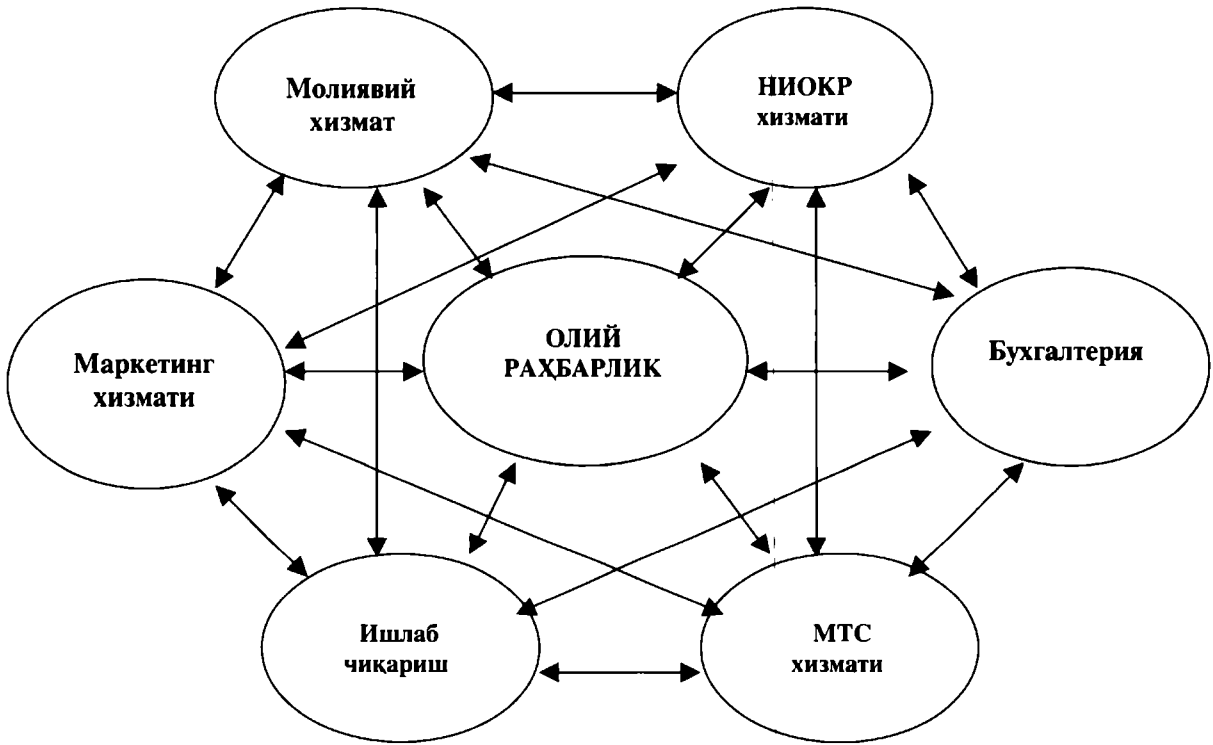 Молиявий
хизмат
НИОКР
хизмати
Маркетинг
хизмати
ОЛИЙ
РАҲБАРЛИК
Бухгалтерия
Ишлаб
чиқариш
МТС
хизмати